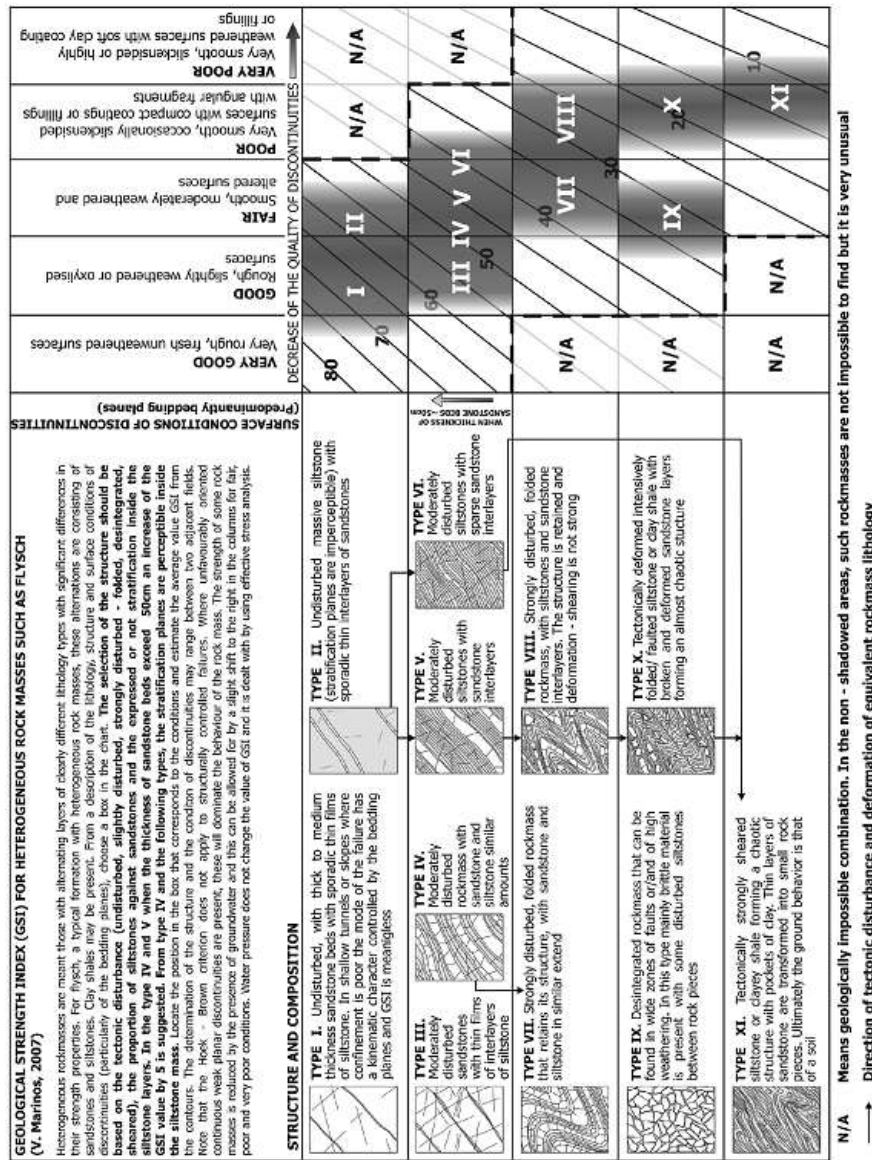 GEOLOGICAL STRENGTH INDEX (GSI) FOR HETEROGENEOUS ROCK MASSES SUCH AS FLYSCH
(V. Marinos, 2007)
Heterogeneous rockmasses are meant those with alternating layers of clearly different lithology types with significant differences in
their strength properties. For flysch, a typical formation with heterogeneous rock masses, these alternations are consisting of
sandstones and siltstones. Clay shales may be present. From a description of the lithology, structure and surface conditions of
discontinuities (particularly of the bedding planes), choose a box in the chart. The selection of the structure should be
based on the tectonic disturbance (undisturbed, slightly disturbed, strongly disturbed - folded, desintegrated,
sheared), the proportion of siltstones against sandstones and the expressed or not stratification inside the
siltstone layers. In the type IV and V when the thickness of sandstone beds exceed 50cm an increase of the
GSI value by 5 is suggested. From type IV and the following types, the stratification planes are perceptible inside
the siltstone mass. Locate the position in the box that corresponds to the conditions and estimate the average value GSI from
the contours. The determination of the structure and the conditon of discontinuities may range between two adjacent fields.
Note that the Hoek - Brown criterion does not apply to structurally controlled failures. Where unfavourably oriented
continuous weak planar discontinuities are present, these will dominate the behaviour of the rock mass. The strength of some rock
masses is reduced by the presence of groundwater and this can be allowed for by a slight shift to the right in the columns for fair,
poor and very poor conditions. Water pressure does not change the value of GSI and it is dealt with by using effective stress analysis.
SURFACE CONDITIONS OF DISCONTINUITIES
(Predominantly bedding planes)
VERY GOOD
Very rough, fresh unweathered surfaces
GOOD
Rough, slightly weathered or oxylised
surfaces
FAIR
Smooth, moderately weathered and
altered surfaces
POOR
Very smooth, occasionally slickensided
surfaces with compact coatings or fillings
with angular fragments
VERY POOR
Very smooth, slickensided or highly
weathered surfaces with soft clay coating
or fillings
STRUCTURE AND COMPOSITION
DECREASE OF THE QUALITY OF DISCONTINUITIES
TYPE I. Undisturbed, with thick to medium
thickness sandstone beds with sporadic thin films
of siltstone. In shallow tunnels or slopes where
confinement is poor the mode of the failure has
a kinematic character controlled by the bedding
planes and GSI is meanigless
TYPE II. Undisturbed massive siltstone
(stratification planes are imperceptible) with
sporadic thin interlayers of sandstones
80
70
I
II
N/A
N/A
TYPE III.
Moderately
disturbed
sandstones
with thin films
of interlayers
of siltstone
TYPE IV.
Moderately
disturbed
rockmass with
sandstone and
siltstone similar
amounts
TYPE V.
Moderately
disturbed
siltstones with
sandstone
interlayers
TYPE VI.
Moderately
disturbed
siltstones with
sparse sandstone
interlayers
WHEN THICKNESS OF
SANDSTONE BEDS ~50cm
60
50
III IV V VI
N/A
TYPE VII. Strongly disturbed, folded rockmass
that retains its structure, with sandstone and
siltstone in similar extend
TYPE VIII. Strongly disturbed, folded
rockmass, with siltstones and sandstone
interlayers. The structure is retained and
deformation - shearing is not strong
N/A
40
VII
30
VIII
TYPE IX. Desintegrated rockmass that can be
found in wide zones of faults or/and of high
weathering. In this type mainly brittle material
is present with some disturbed siltstones
between rock pieces
TYPE X. Tectonically deformed intensively
folded/ faulted siltstone or clay shale with
broken and deformed sandstone layers
forming an almost chaotic stucture
N/A
IX
20
X
TYPE XI. Tectonically strongly sheared
siltstone or clayey shale forming a chaotic
structure with pockets of clay. Thin layers of
sandstone are transformed into small rock
pieces. Ultimately the ground behavior is that
of a soil
N/A
N/A
XI
10
N/A Means geologically impossible combination. In the non - shadowed areas, such rockmasses are not impossible to find but it is very unusual
Direction of tectonic disturbance and deformation of equivalent rockmass lithology